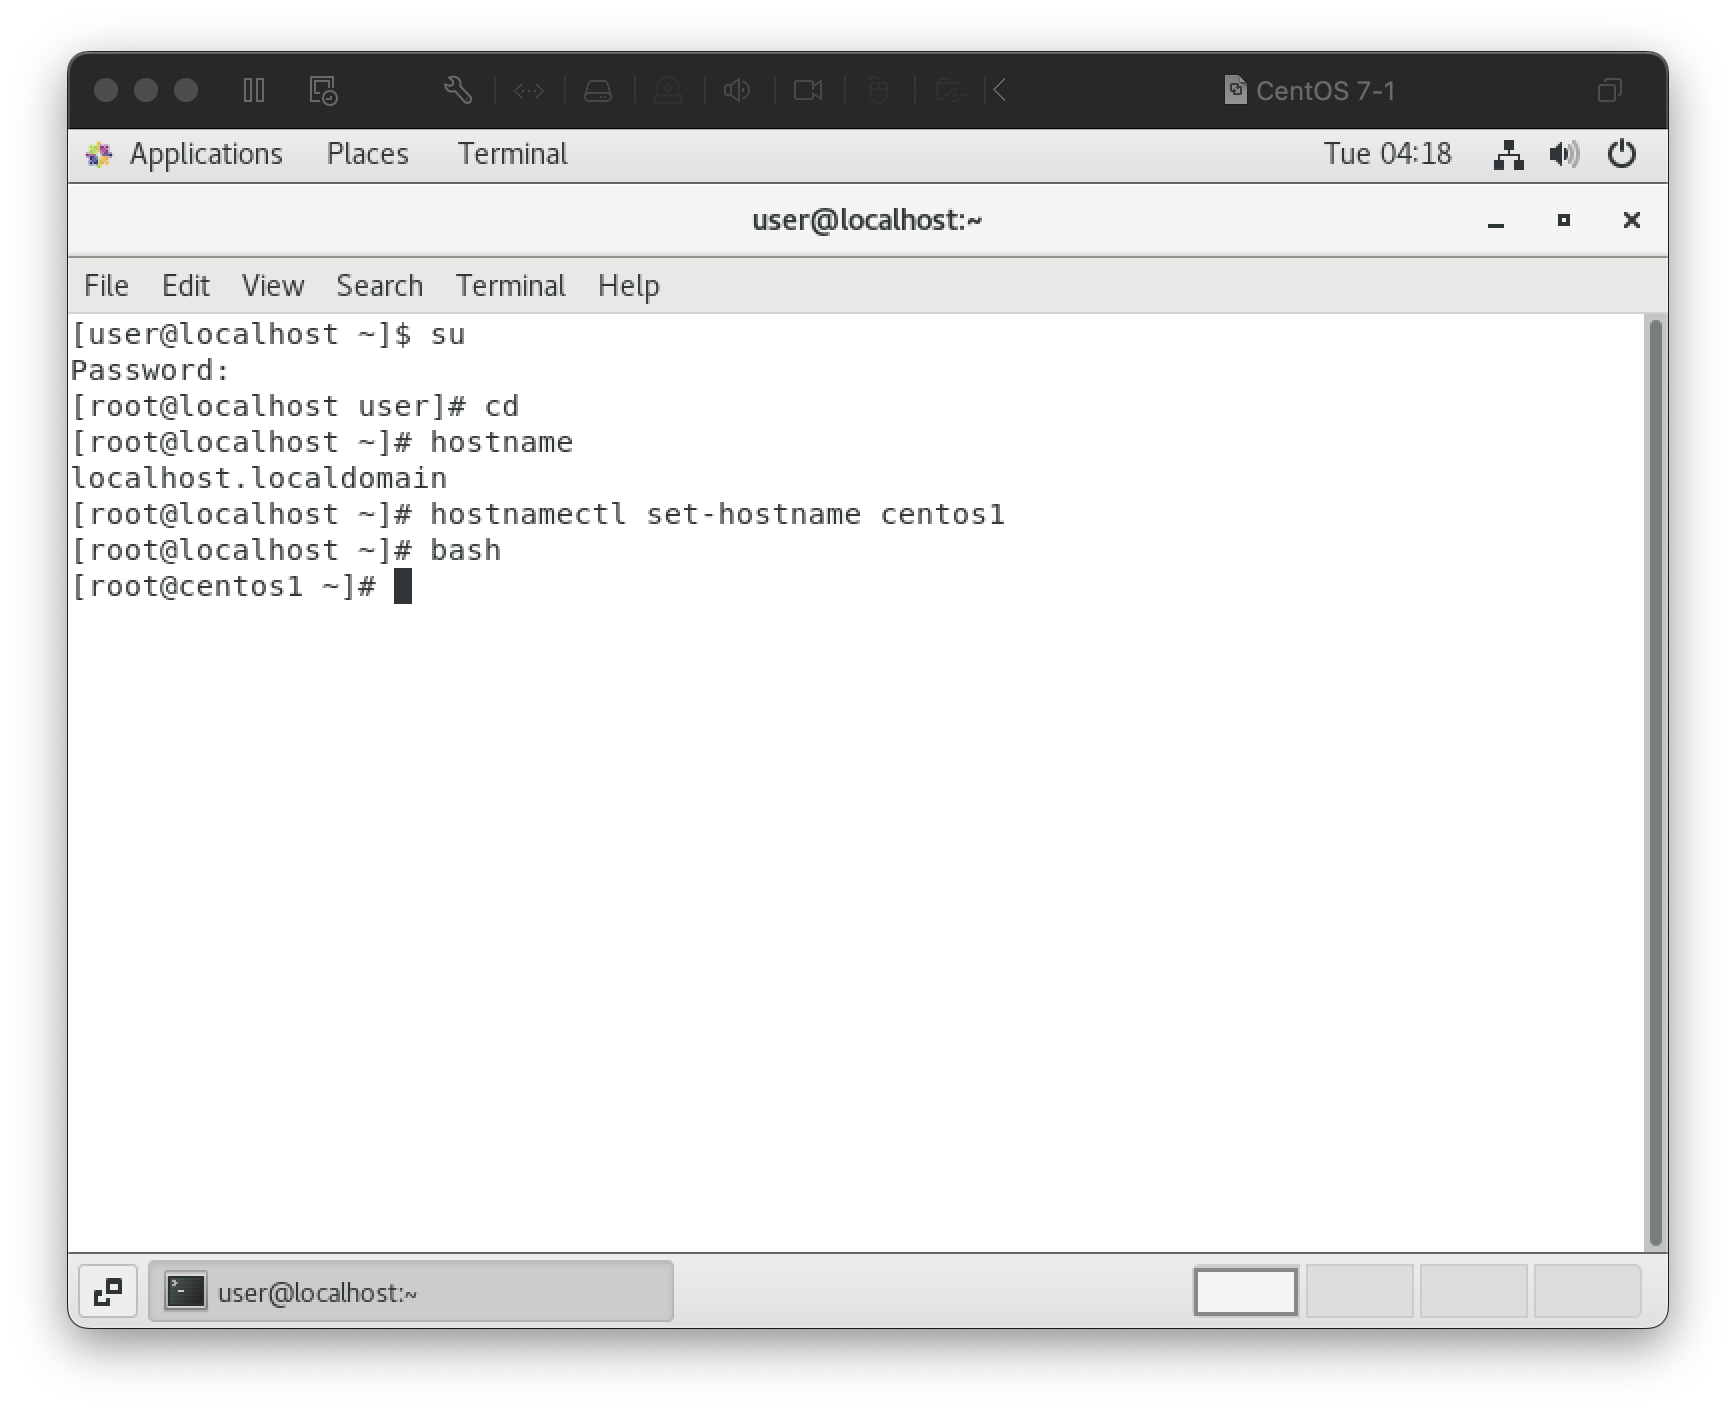 CentOS 7-1
Applications Places Terminal Tue 04:18
user@localhost:~
File Edit View Search Terminal Help
[user@localhost ~]$ su
Password:
[root@localhost user]# cd
[root@localhost ~]# hostname
localhost.localdomain
[root@localhost ~]# hostnamectl set-hostname centos1
[root@localhost ~]# bash
[root@centos1 ~]#
user@localhost:~